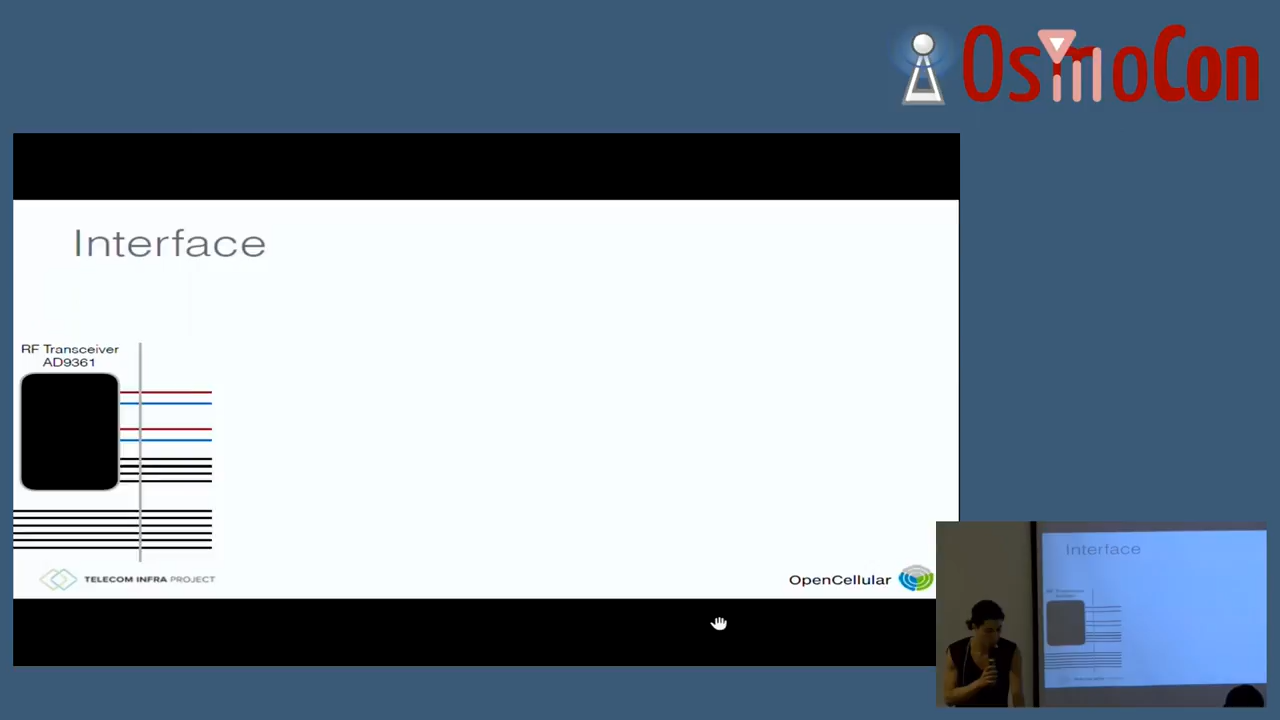 OsmoCon
Interface
RF Transceiver
AD9361
TELECOM INFRA PROJECT
OpenCellular
Interface